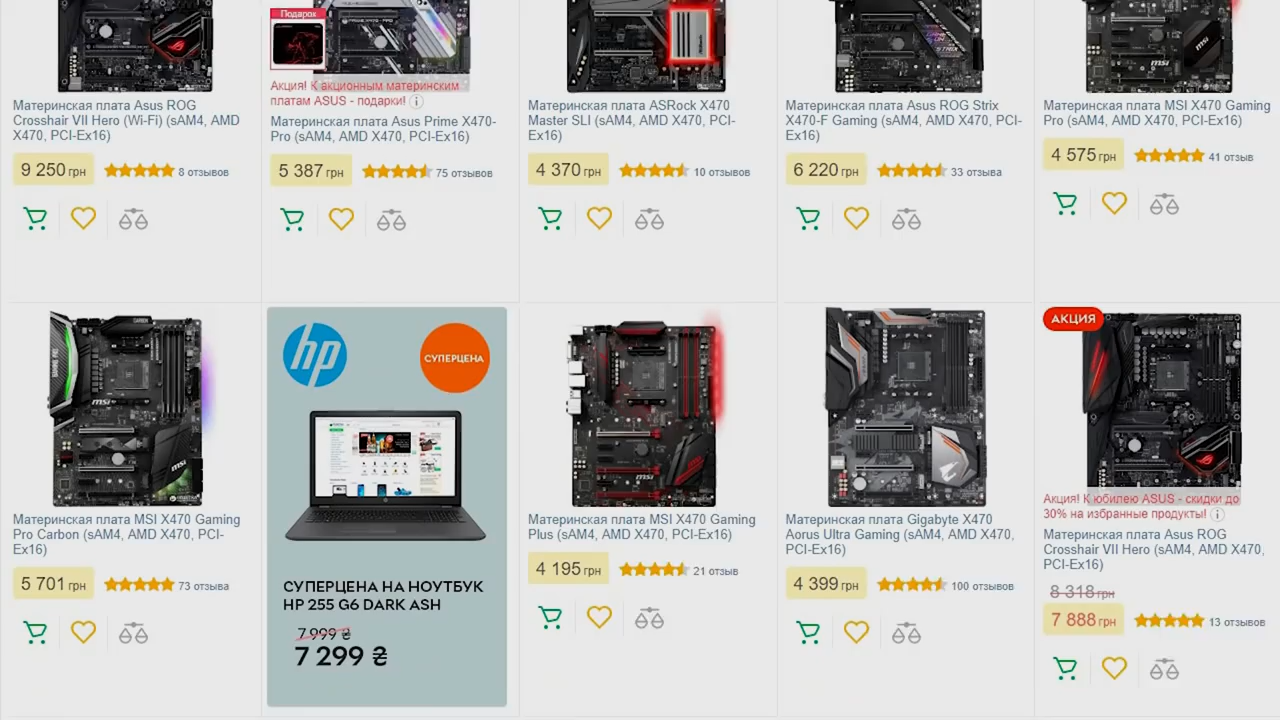 Подарок
Материнская плата Asus ROG
Crosshair VII Hero (Wi-Fi) (sAM4, AMD
X470, PCI-Ex16)
9 250 грн
8 отзывов
Акция! К акционным материнским
платам ASUS - подарки!
Материнская плата Asus Prime X470-
Pro (sAM4, AMD X470, PCI-Ex16)
5 387 грн
75 отзывов
Материнская плата ASRock X470
Master SLI (sAM4, AMD X470, PCI-
Ex16)
4 370 грн
10 отзывов
Материнская плата Asus ROG Strix
X470-F Gaming (sAM4, AMD X470, PCI-
Ex16)
6 220 грн
33 отзыва
msi
Материнская плата MSI X470 Gaming
Pro (sAM4, AMD X470, PCI-Ex16)
4 575 грн
41 отзыв
msi
msi
Материнская плата MSI X470 Gaming
Pro Carbon (sAM4, AMD X470, PCI-
Ex16)
5 701 грн
73 отзыва
hp
СУПЕРЦЕНА
СУПЕРЦЕНА НА НОУТБУК
HP 255 G6 DARK ASH
7 999 ₴
7 299 ₴
msi
Материнская плата MSI X470 Gaming
Plus (sAM4, AMD X470, PCI-Ex16)
4 195 грн
21 отзыв
Материнская плата Gigabyte X470
Aorus Ultra Gaming (sAM4, AMD X470,
PCI-Ex16)
4 399 грн
100 отзывов
АКЦИЯ
Акция! К юбилею ASUS - скидки до
30% на избранные продукты!
Материнская плата Asus ROG
Crosshair VII Hero (sAM4, AMD X470,
PCI-Ex16)
8 318 грн
7 888 грн
13 отзывов